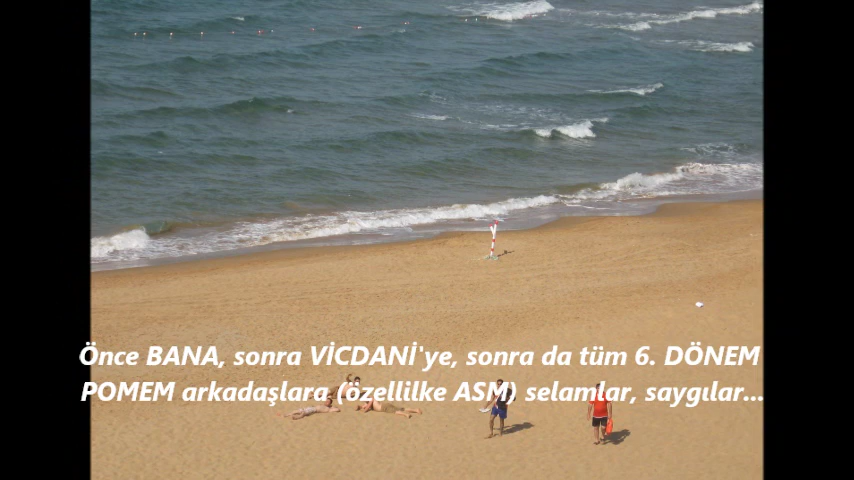 Önce BANA, sonra VİCDANİ'ye, sonra da tüm 6. DÖNEM
POMEM arkadaşlara (özellilke ASM) selamlar, saygılar...